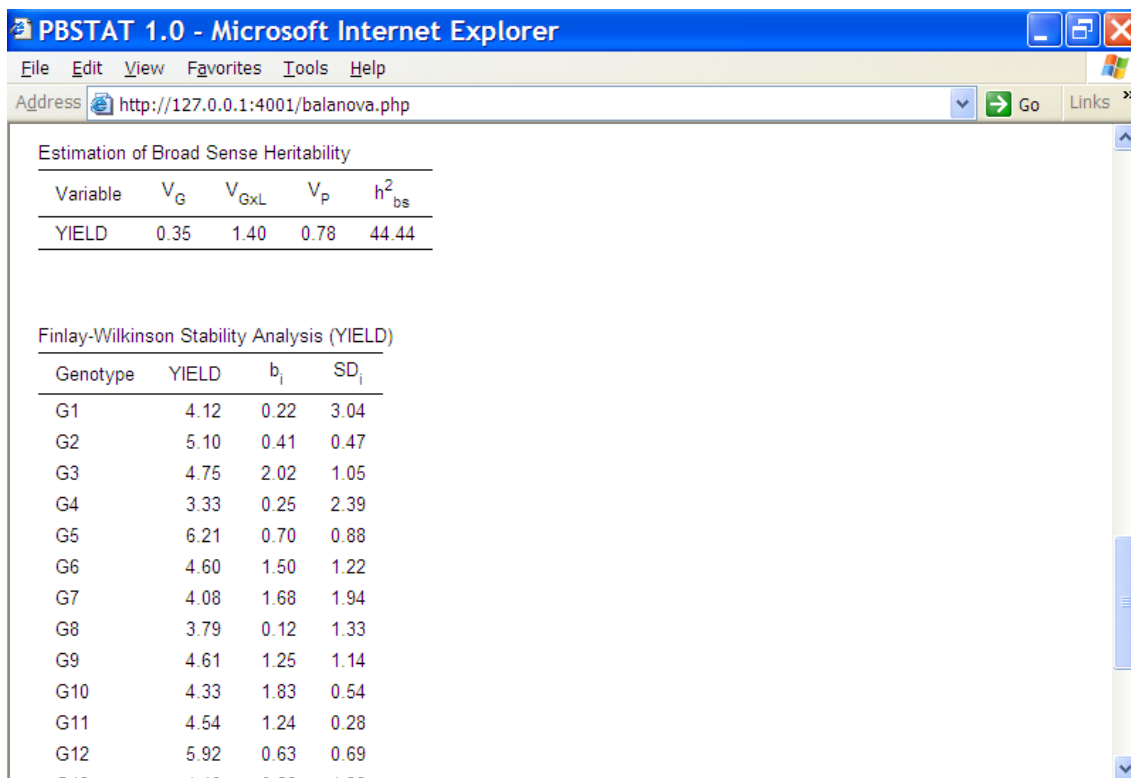 PBSTAT 1.0 - Microsoft Internet Explorer
File Edit View Favorites Tools Help
Address http://127.0.0.1:4001/balanova.php Go Links »
Estimation of Broad Sense Heritability
Variable V_G V_GxL V_P h²_bs
YIELD 0.35 1.40 0.78 44.44
Finlay-Wilkinson Stability Analysis (YIELD)
Genotype YIELD b_i SD_i
G1 4.12 0.22 3.04
G2 5.10 0.41 0.47
G3 4.75 2.02 1.05
G4 3.33 0.25 2.39
G5 6.21 0.70 0.88
G6 4.60 1.50 1.22
G7 4.08 1.68 1.94
G8 3.79 0.12 1.33
G9 4.61 1.25 1.14
G10 4.33 1.83 0.54
G11 4.54 1.24 0.28
G12 5.92 0.63 0.69